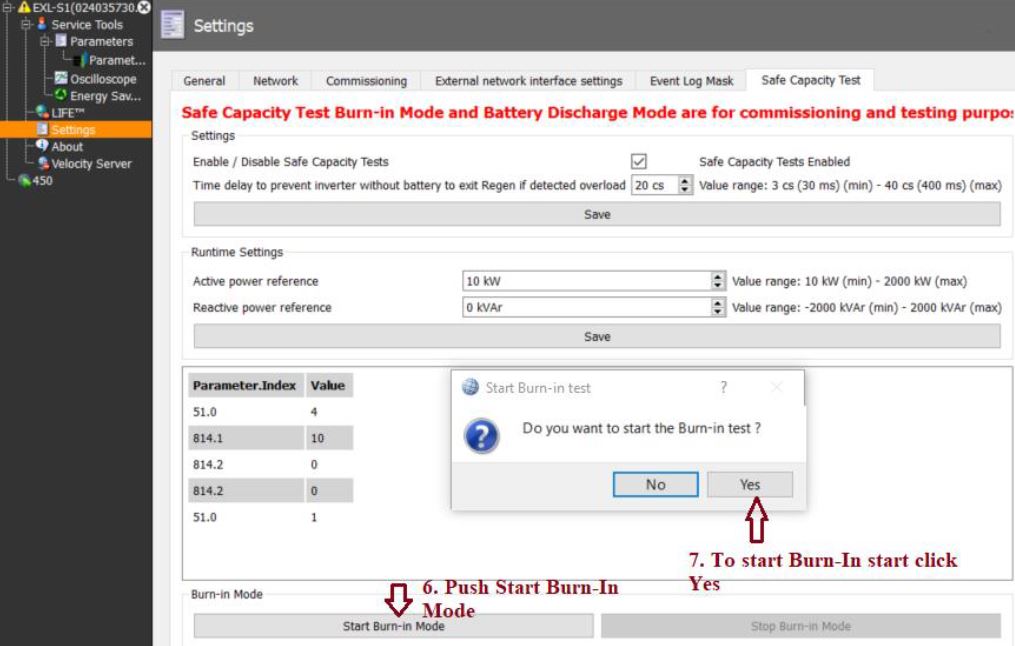 EXL-S1(024035730.
Service Tools
Parameters
Paramet...
Oscilloscope
Energy Sav...
LIFE™
Settings
About
Velocity Server
450
Settings
General Network Commissioning External network interface settings Event Log Mask Safe Capacity Test
Safe Capacity Test Burn-in Mode and Battery Discharge Mode are for commissioning and testing purpo
Settings
Enable / Disable Safe Capacity Tests Safe Capacity Tests Enabled
Time delay to prevent inverter without battery to exit Regen if detected overload 20 cs Value range: 3 cs (30 ms) (min) - 40 cs (400 ms) (max)
Save
Runtime Settings
Active power reference 10 kW Value range: 10 kW (min) - 2000 kW (max)
Reactive power reference 0 kVAr Value range: -2000 kVAr (min) - 2000 kVAr (max)
Save
Parameter.Index Value
51.0 4
814.1 10
814.2 0
814.2 0
51.0 1
Start Burn-in test ?
Do you want to start the Burn-in test ?
No Yes
7. To start Burn-In start click
Yes
6. Push Start Burn-In
Mode
Burn-in Mode
Start Burn-in Mode Stop Burn-in Mode